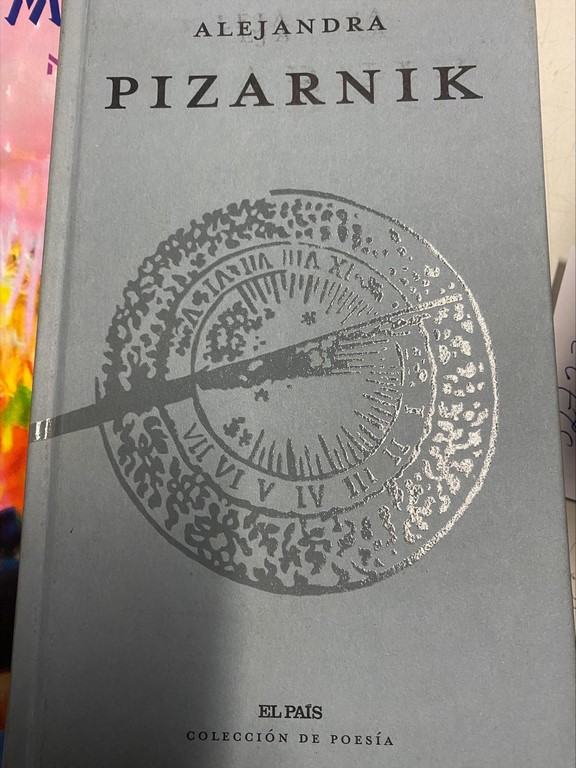 ALEJANDRA
PIZARNIK
EL PAÍS
COLECCIÓN DE POESÍA